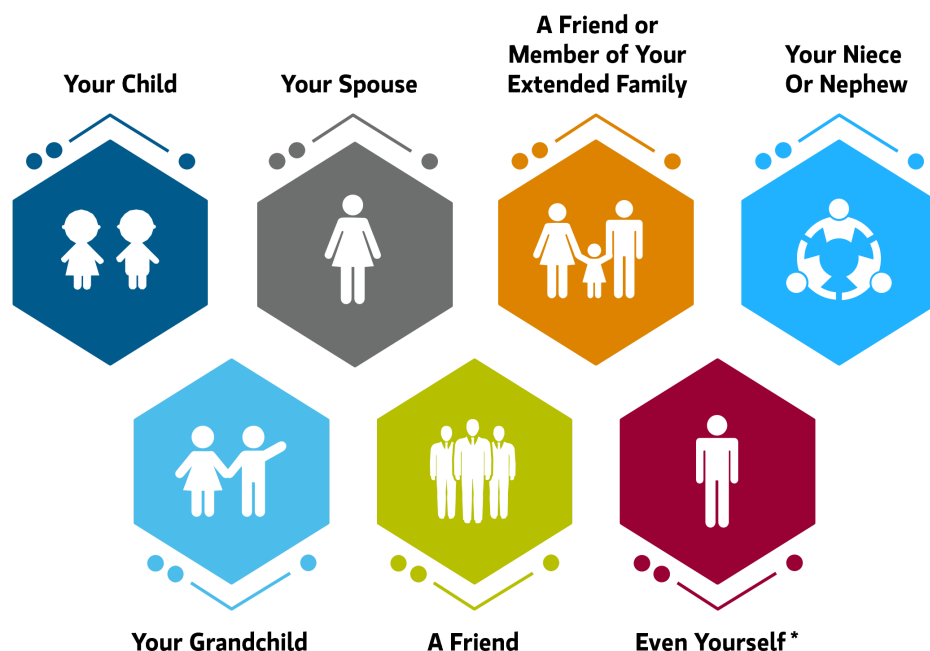 Your Child
Your Spouse
A Friend or
Member of Your
Extended Family
Your Niece
Or Nephew
Your Grandchild
A Friend
Even Yourself*